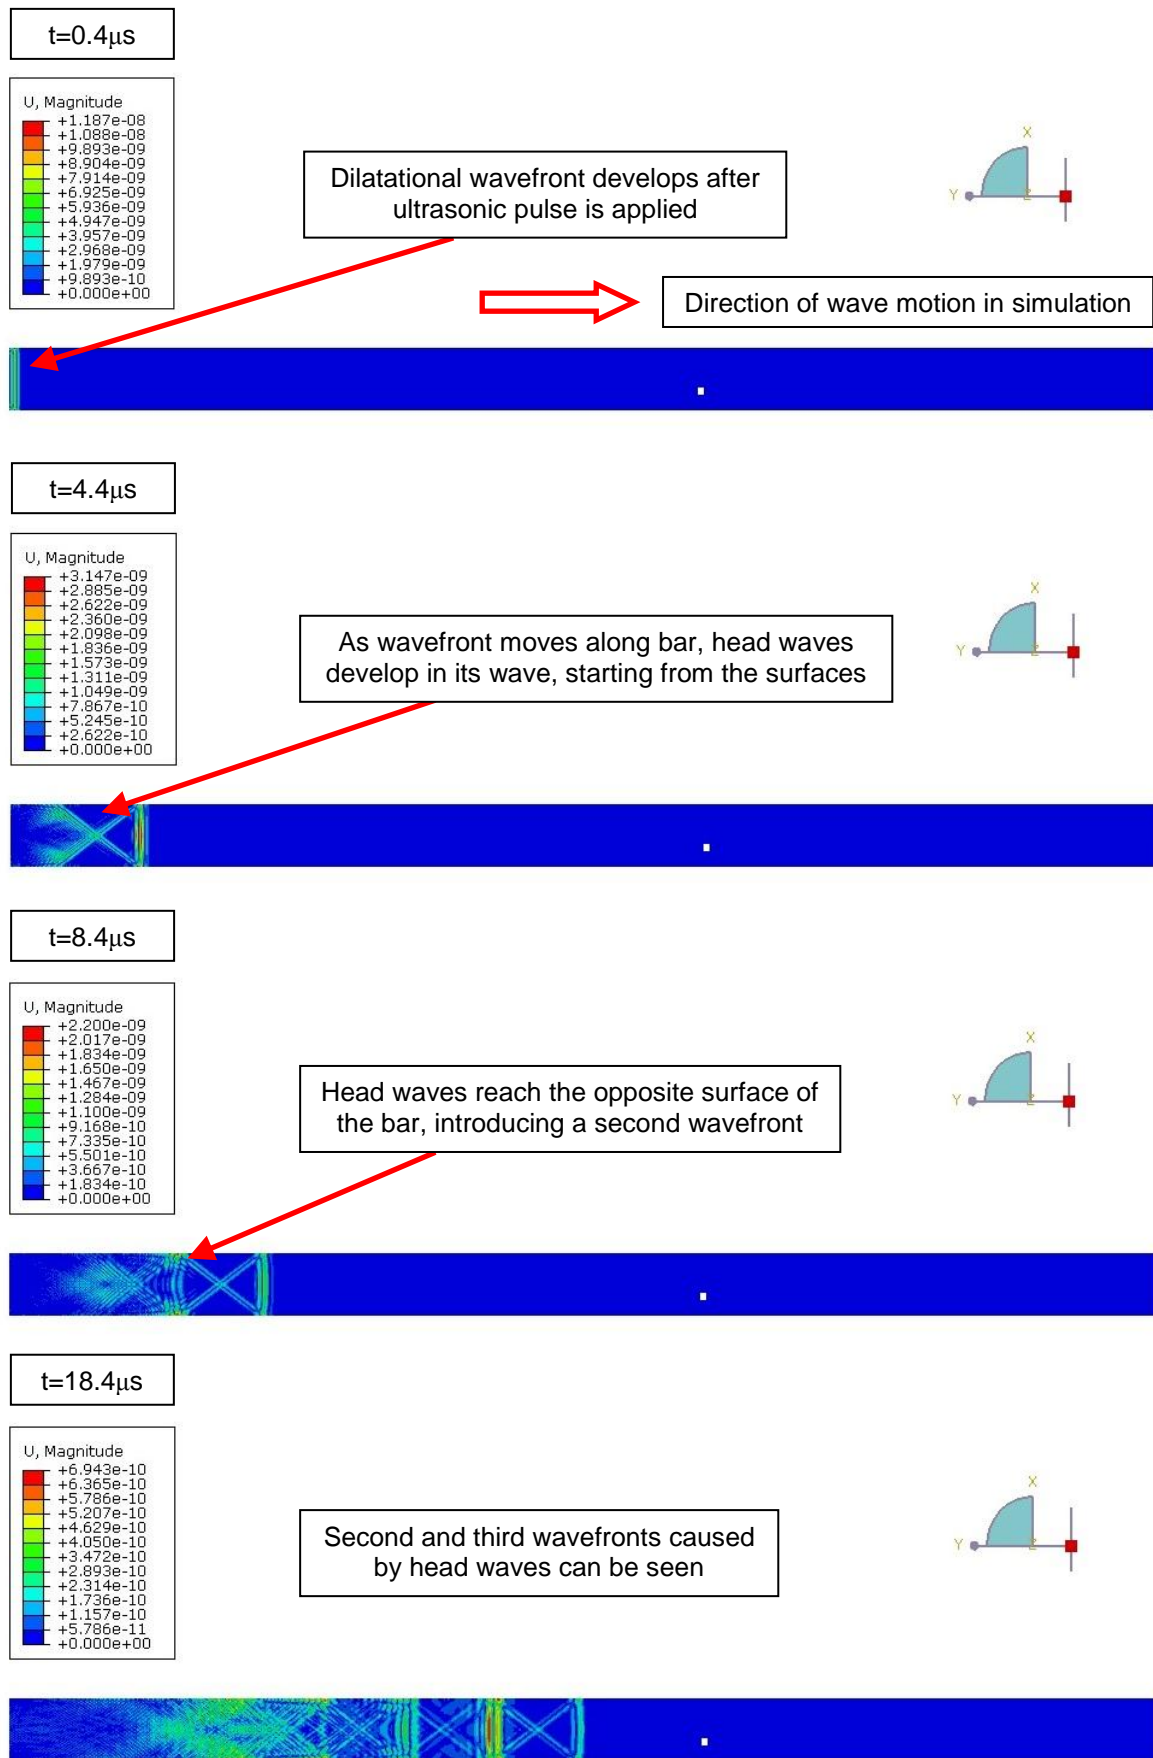 t=0.4μs
U, Magnitude
+1.187e-08
+1.088e-08
+9.893e-09
+8.904e-09
+7.914e-09
+6.925e-09
+5.936e-09
+4.947e-09
+3.957e-09
+2.968e-09
+1.979e-09
+9.893e-10
+0.000e+00
Dilatational wavefront develops after
ultrasonic pulse is applied
X
Y
Z
Direction of wave motion in simulation
t=4.4μs
U, Magnitude
+3.147e-09
+2.885e-09
+2.622e-09
+2.360e-09
+2.098e-09
+1.836e-09
+1.573e-09
+1.311e-09
+1.049e-09
+7.867e-10
+5.245e-10
+2.622e-10
+0.000e+00
As wavefront moves along bar, head waves
develop in its wave, starting from the surfaces
X
Y
Z
t=8.4μs
U, Magnitude
+2.200e-09
+2.017e-09
+1.834e-09
+1.650e-09
+1.467e-09
+1.284e-09
+1.100e-09
+9.168e-10
+7.335e-10
+5.501e-10
+3.667e-10
+1.834e-10
+0.000e+00
Head waves reach the opposite surface of
the bar, introducing a second wavefront
X
Y
Z
t=18.4μs
U, Magnitude
+6.943e-10
+6.365e-10
+5.786e-10
+5.207e-10
+4.629e-10
+4.050e-10
+3.472e-10
+2.893e-10
+2.314e-10
+1.736e-10
+1.157e-10
+5.786e-11
+0.000e+00
Second and third wavefronts caused
by head waves can be seen
X
Y
Z